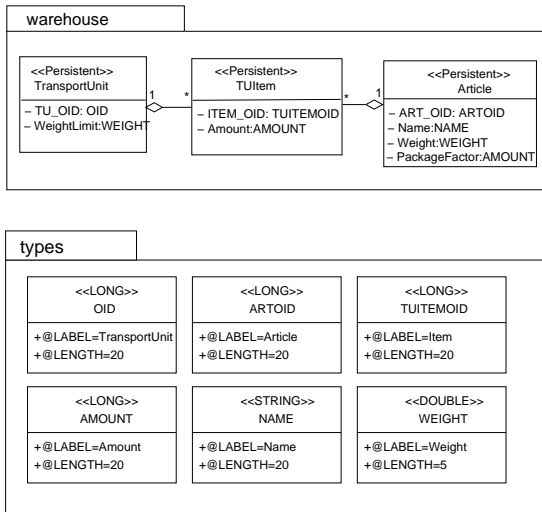 warehouse
<<Persistent>>
TransportUnit
– TU_OID: OID
– WeightLimit:WEIGHT
1
*
<<Persistent>>
TUItem
– ITEM_OID: TUITEMOID
– Amount:AMOUNT
*
1
<<Persistent>>
Article
– ART_OID: ARTOID
– Name:NAME
– Weight:WEIGHT
– PackageFactor:AMOUNT
types
<<LONG>>
OID
+@LABEL=TransportUnit
+@LENGTH=20
<<LONG>>
ARTOID
+@LABEL=Article
+@LENGTH=20
<<LONG>>
TUITEMOID
+@LABEL=Item
+@LENGTH=20
<<LONG>>
AMOUNT
+@LABEL=Amount
+@LENGTH=20
<<STRING>>
NAME
+@LABEL=Name
+@LENGTH=20
<<DOUBLE>>
WEIGHT
+@LABEL=Weight
+@LENGTH=5